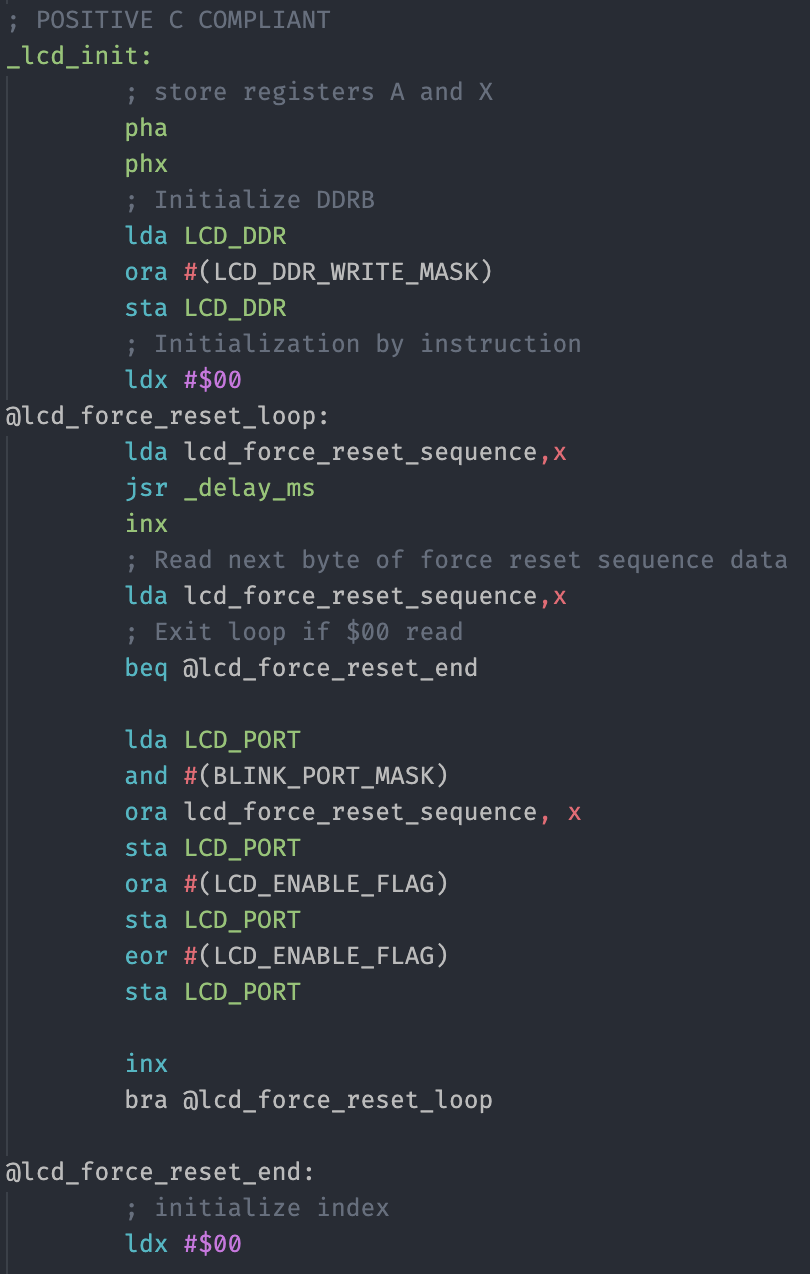 ; POSITIVE C COMPLIANT
_lcd_init:
        ; store registers A and X
        pha
        phx
        ; Initialize DDRB
        lda LCD_DDR
        ora #(LCD_DDR_WRITE_MASK)
        sta LCD_DDR
        ; Initialization by instruction
        ldx #$00
@lcd_force_reset_loop:
        lda lcd_force_reset_sequence,x
        jsr _delay_ms
        inx
        ; Read next byte of force reset sequence data
        lda lcd_force_reset_sequence,x
        ; Exit loop if $00 read
        beq @lcd_force_reset_end

        lda LCD_PORT
        and #(BLINK_PORT_MASK)
        ora lcd_force_reset_sequence, x
        sta LCD_PORT
        ora #(LCD_ENABLE_FLAG)
        sta LCD_PORT
        eor #(LCD_ENABLE_FLAG)
        sta LCD_PORT

        inx
        bra @lcd_force_reset_loop

@lcd_force_reset_end:
        ; initialize index
        ldx #$00